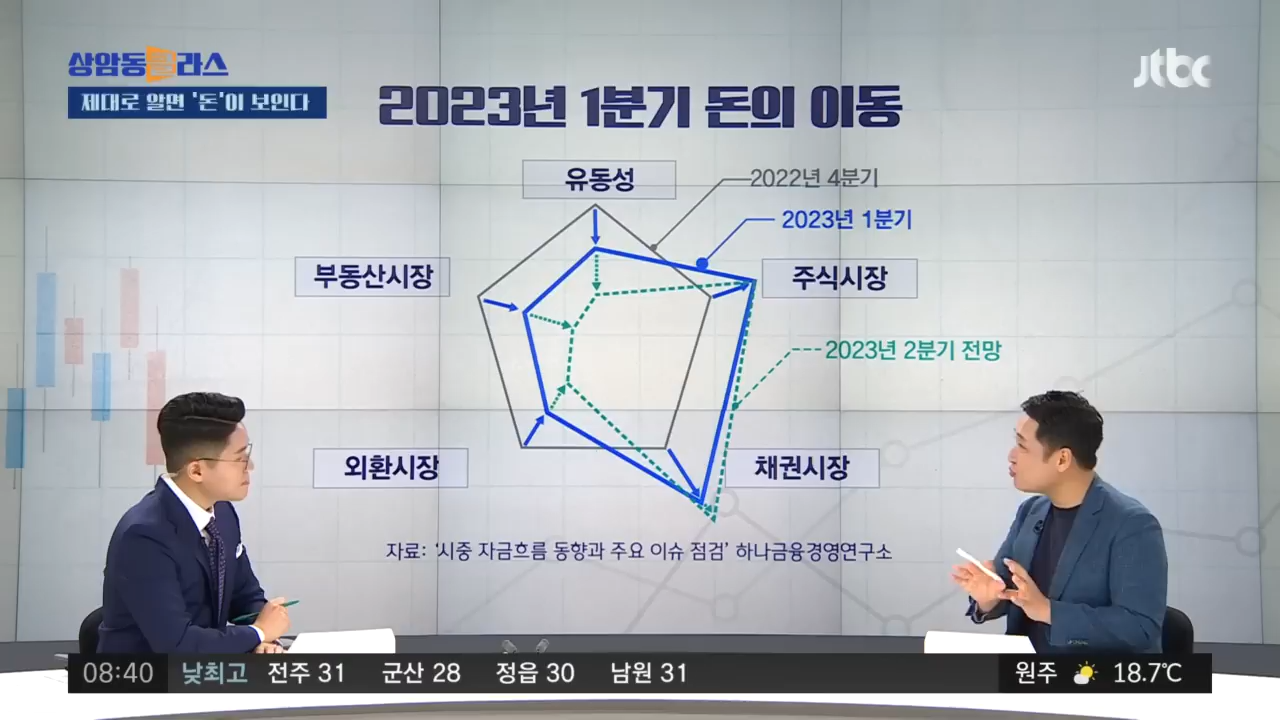 상암동클라스
제대로 알면 '돈'이 보인다
jtbc
2023년 1분기 돈의 이동
유동성
2022년 4분기
2023년 1분기
부동산시장
주식시장
2023년 2분기 전망
외환시장
채권시장
자료: '시중 자금흐름 동향과 주요 이슈 점검' 하나금융경영연구소
08:40 낮최고 전주 31 군산 28 정읍 30 남원 31 원주 18.7℃